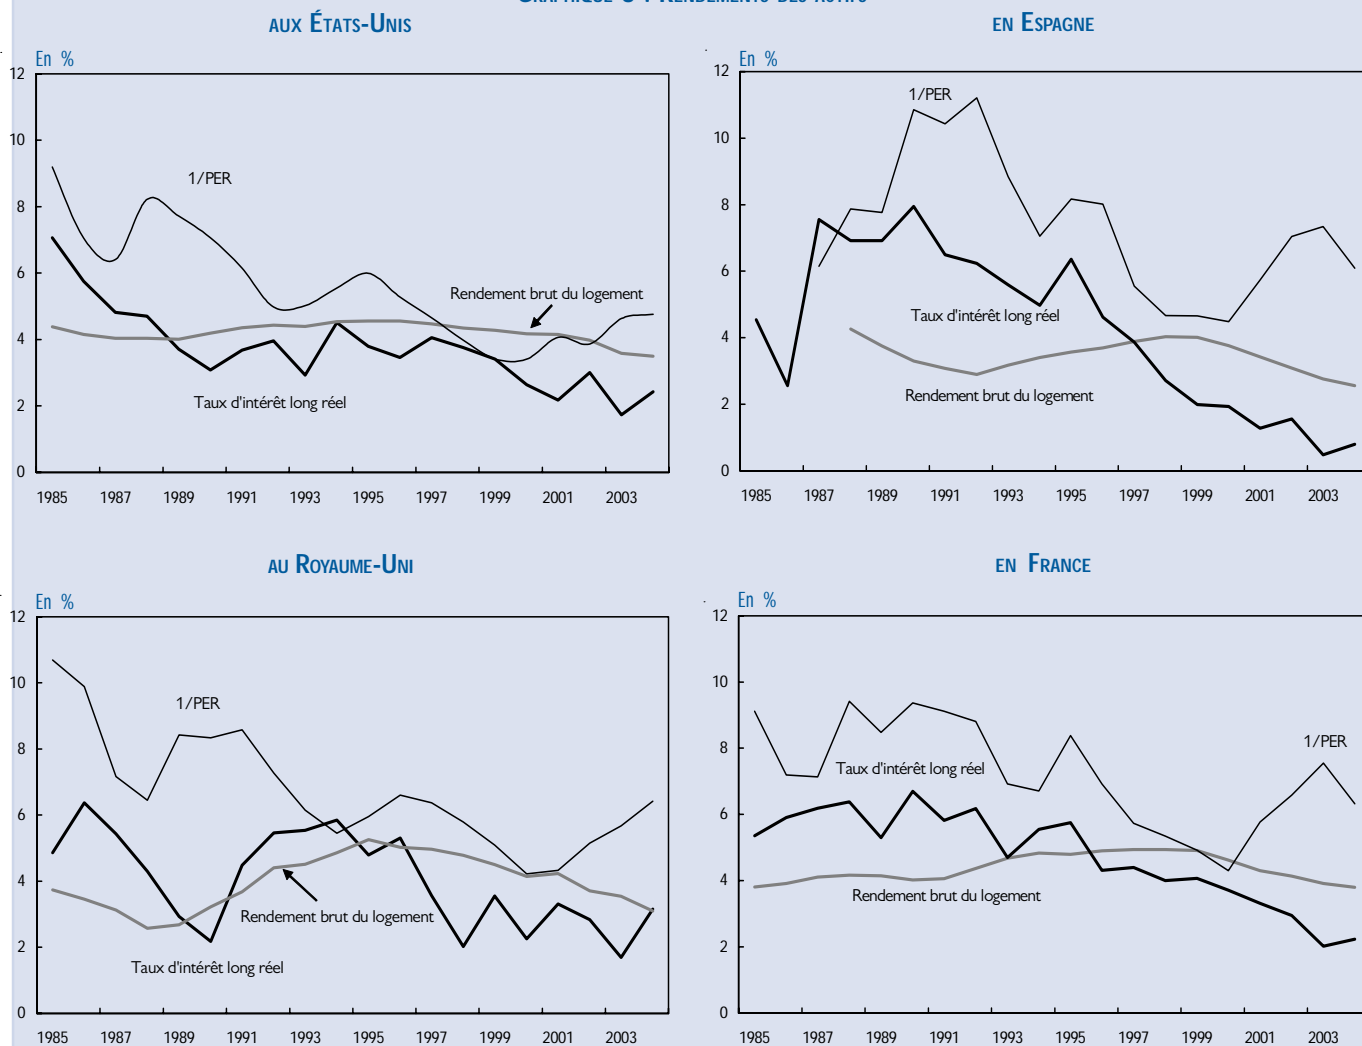 GRAPHIQUE 3 : RENDEMENTS DES ACTIFS
AUX ÉTATS-UNIS
En %
12
10
8
6
4
2
0
1/PER
Rendement brut du logement
Taux d'intérêt long réel
1985 1987 1989 1991 1993 1995 1997 1999 2001 2003
EN ESPAGNE
En %
12
10
8
6
4
2
0
1/PER
Taux d'intérêt long réel
Rendement brut du logement
1985 1987 1989 1991 1993 1995 1997 1999 2001 2003
AU ROYAUME-UNI
En %
12
10
8
6
4
2
0
1/PER
Rendement brut du logement
Taux d'intérêt long réel
1985 1987 1989 1991 1993 1995 1997 1999 2001 2003
EN FRANCE
En %
12
10
8
6
4
2
0
1/PER
Taux d'intérêt long réel
Rendement brut du logement
1985 1987 1989 1991 1993 1995 1997 1999 2001 2003